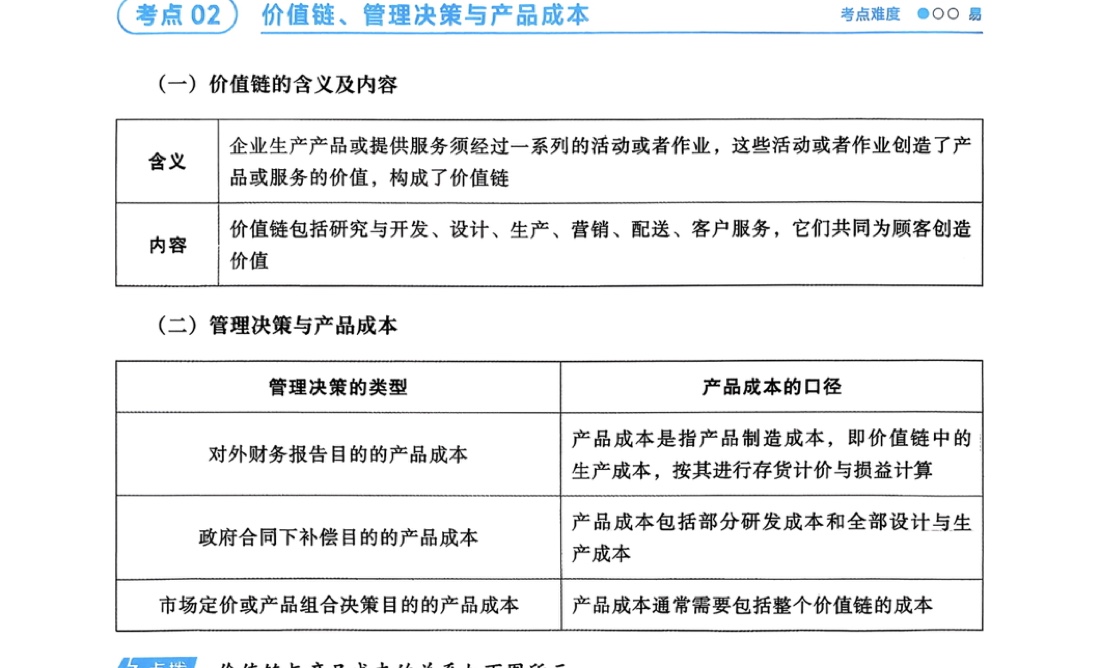 考点 02 价值链、管理决策与产品成本 考点难度 易
（一）价值链的含义及内容
含义
企业生产产品或提供服务须经过一系列的活动或者作业，这些活动或者作业创造了产
品或服务的价值，构成了价值链
内容
价值链包括研究与开发、设计、生产、营销、配送、客户服务，它们共同为顾客创造
价值
（二）管理决策与产品成本
管理决策的类型 产品成本的口径
对外财务报告目的的产品成本
产品成本是指产品制造成本，即价值链中的
生产成本，按其进行存货计价与损益计算
政府合同下补偿目的的产品成本
产品成本包括部分研发成本和全部设计与生
产成本
市场定价或产品组合决策目的的产品成本 产品成本通常需要包括整个价值链的成本